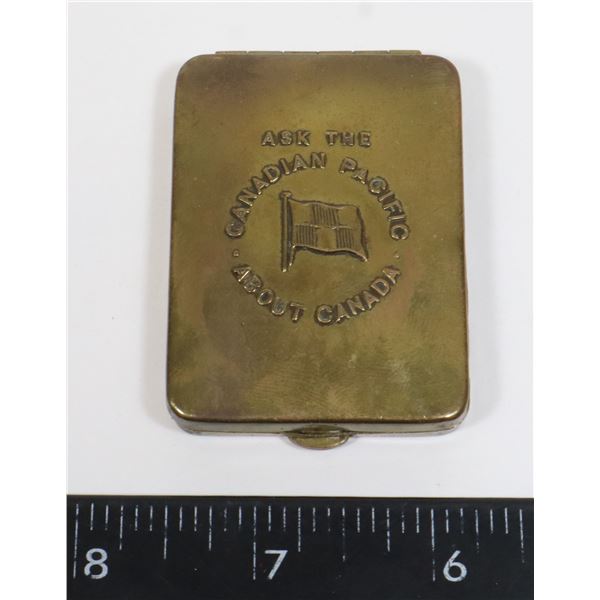 ASK THE
CANADIAN PACIFIC
· ABOUT CANADA ·
8 7 6